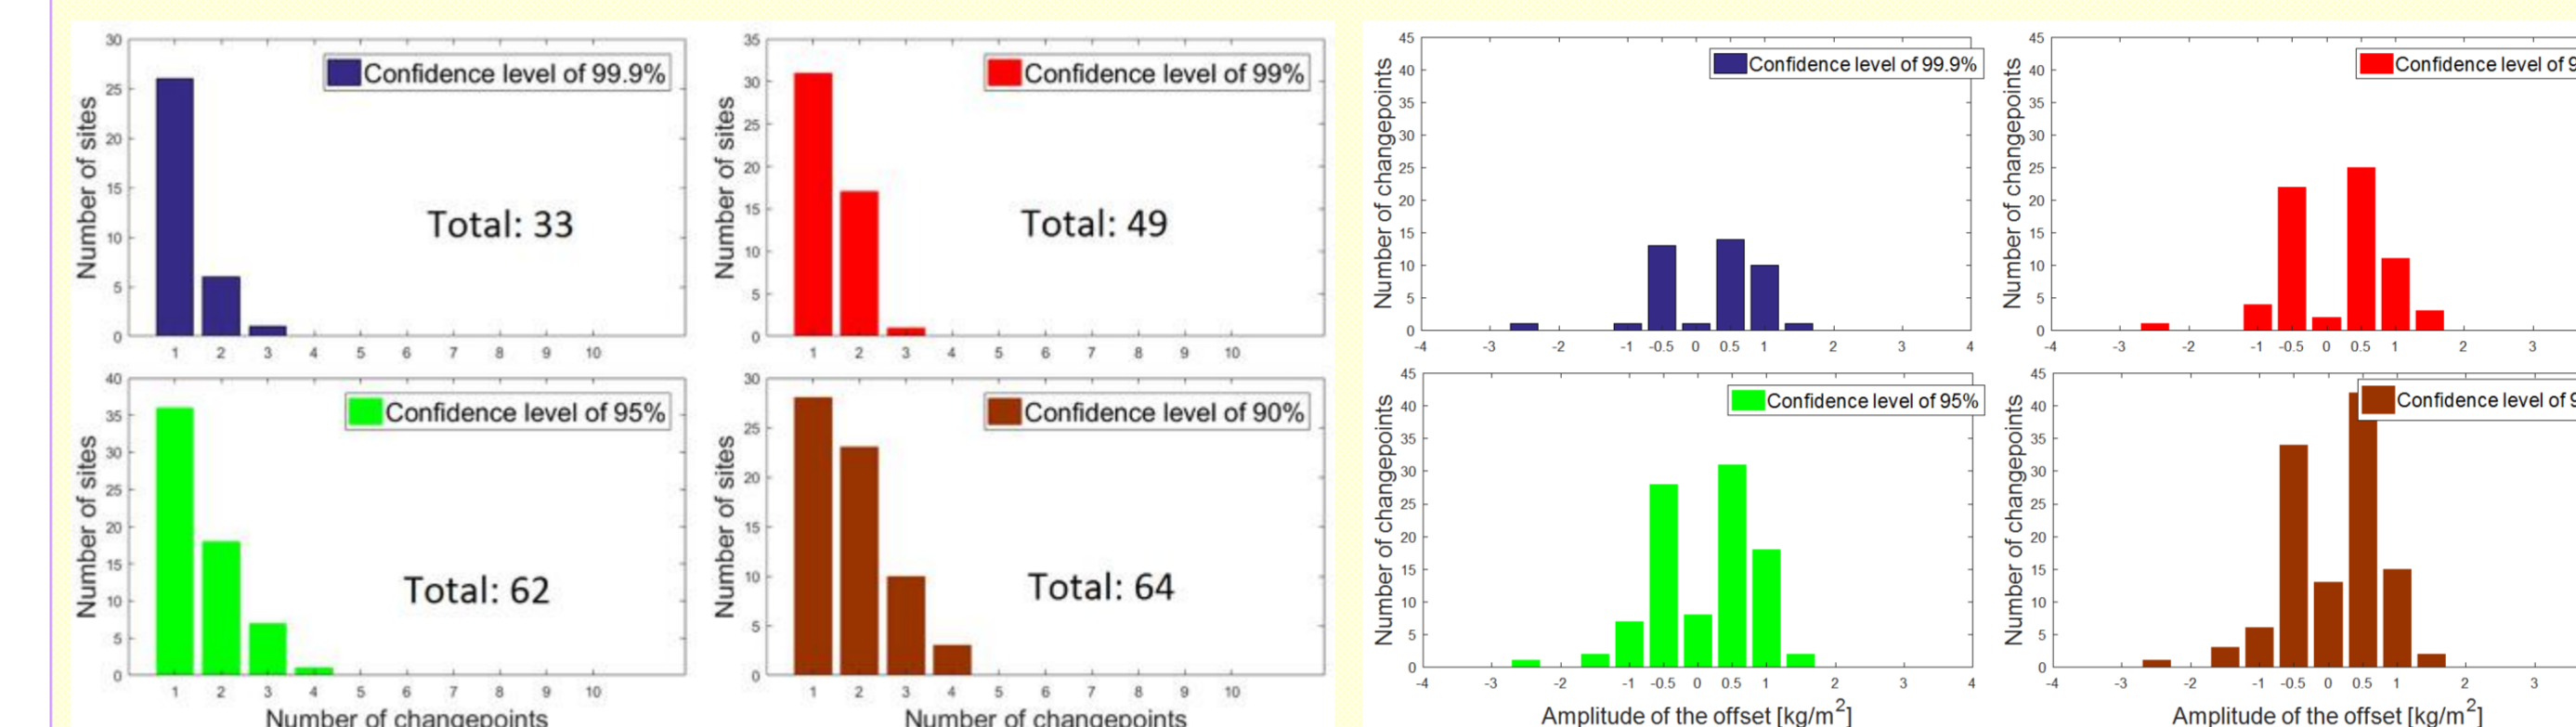 30
25
20
15
10
5
0
Number of sites
Confidence level of 99.9%
Total: 33
1 2 3 4 5 6 7 8 9 10
35
30
25
20
15
10
5
0
Number of sites
Confidence level of 99%
Total: 49
1 2 3 4 5 6 7 8 9 10
45
40
35
30
25
20
15
10
5
0
Number of changepoints
Confidence level of 99.9%
-4 -3 -2 -1 -0.5 0 0.5 1 2 3 4
45
40
35
30
25
20
15
10
5
0
Number of changepoints
Confidence level of 9
-4 -3 -2 -1 -0.5 0 0.5 1 2 3
40
35
30
25
20
15
10
5
0
Number of sites
Confidence level of 95%
Total: 62
1 2 3 4 5 6 7 8 9 10
Number of changepoints
30
25
20
15
10
5
0
Number of sites
Confidence level of 90%
Total: 64
1 2 3 4 5 6 7 8 9 10
Number of changepoints
45
40
35
30
25
20
15
10
5
0
Number of changepoints
Confidence level of 95%
-4 -3 -2 -1 -0.5 0 0.5 1 2 3 4
Amplitude of the offset [kg/m²]
45
40
35
30
25
20
15
10
5
0
Number of changepoints
Confidence level of 9
-4 -3 -2 -1 -0.5 0 0.5 1 2 3
Amplitude of the offset [kg/m²]